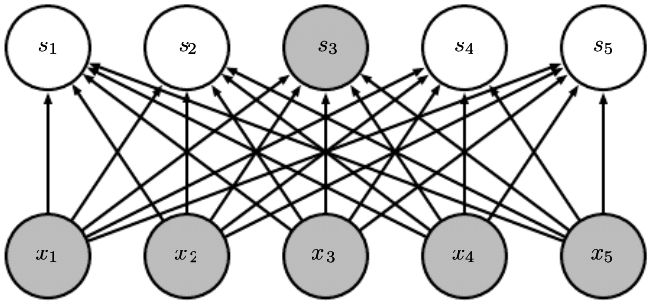 s₁ s₂ s₃ s₄ s₅
x₁ x₂ x₃ x₄ x₅